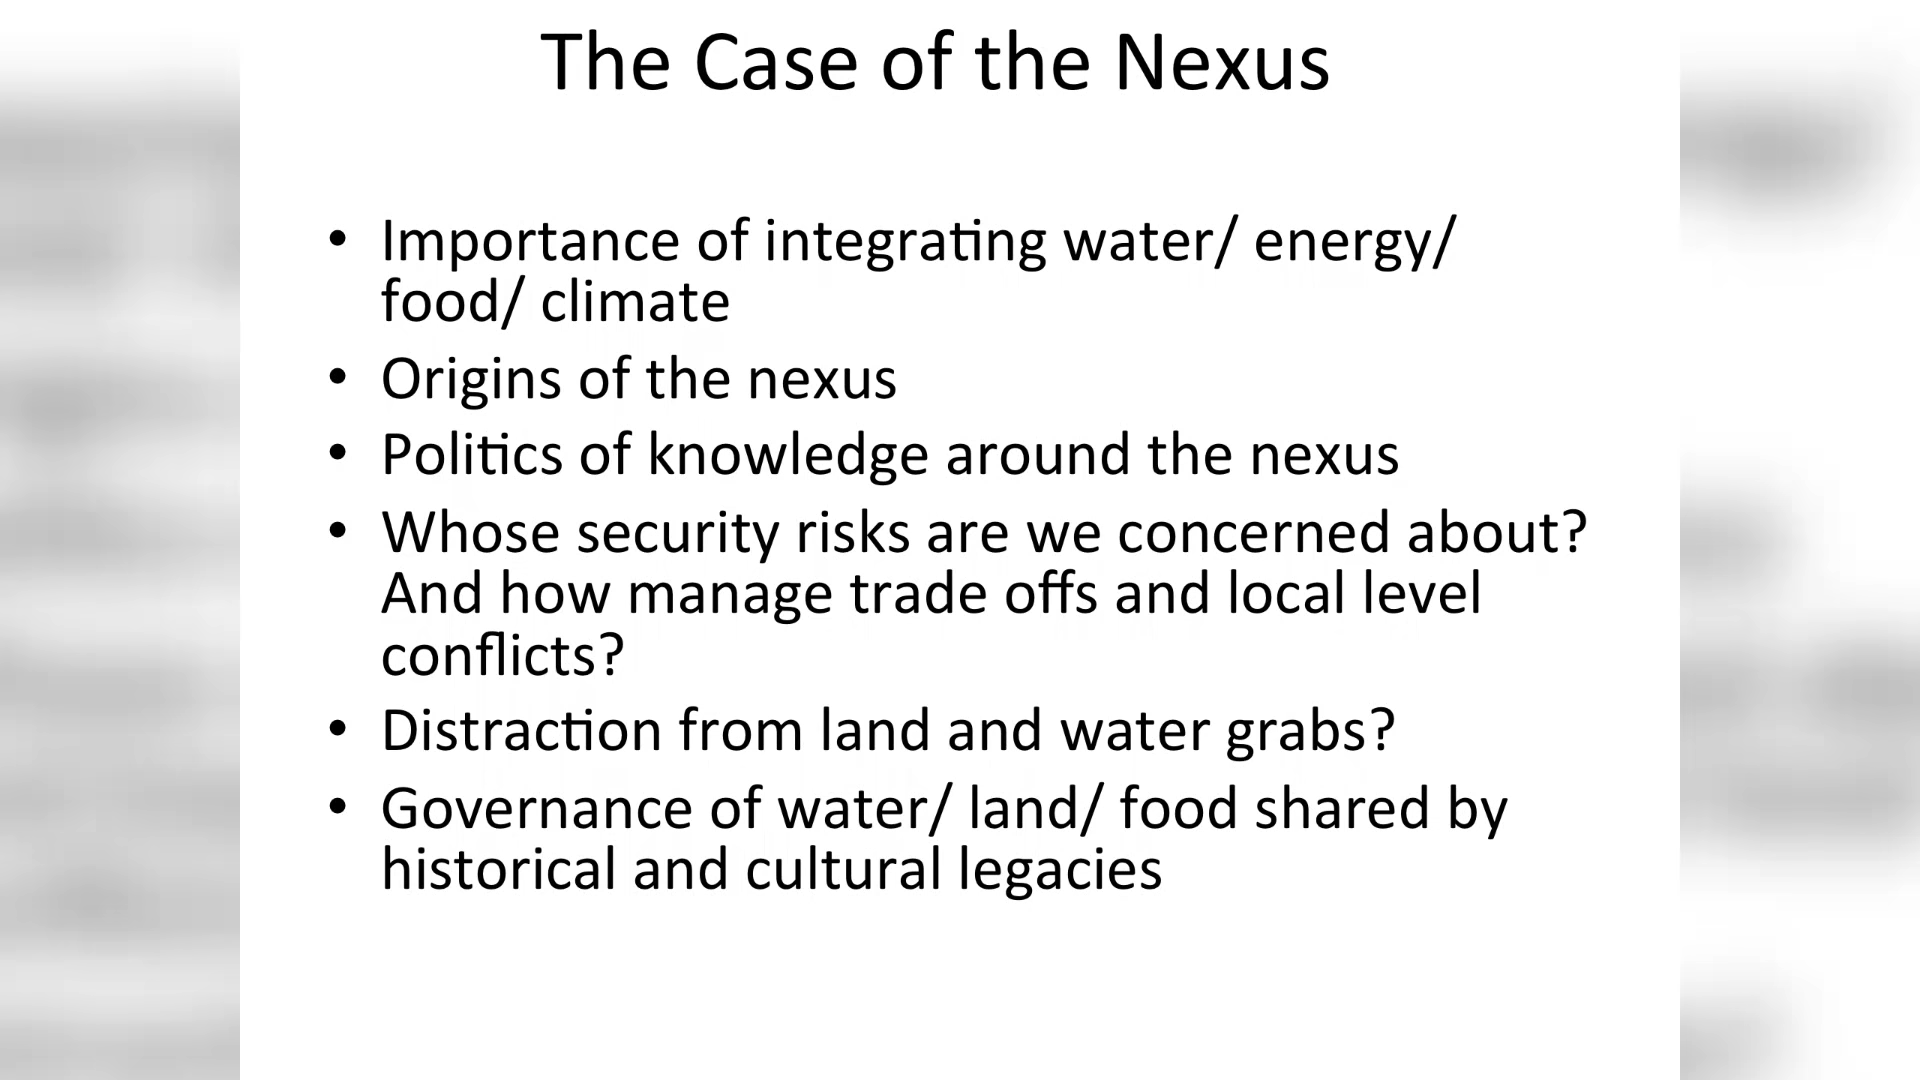 The Case of the Nexus
• Importance of integrating water/ energy/
food/ climate
• Origins of the nexus
• Politics of knowledge around the nexus
• Whose security risks are we concerned about?
And how manage trade offs and local level
conflicts?
• Distraction from land and water grabs?
• Governance of water/ land/ food shared by
historical and cultural legacies